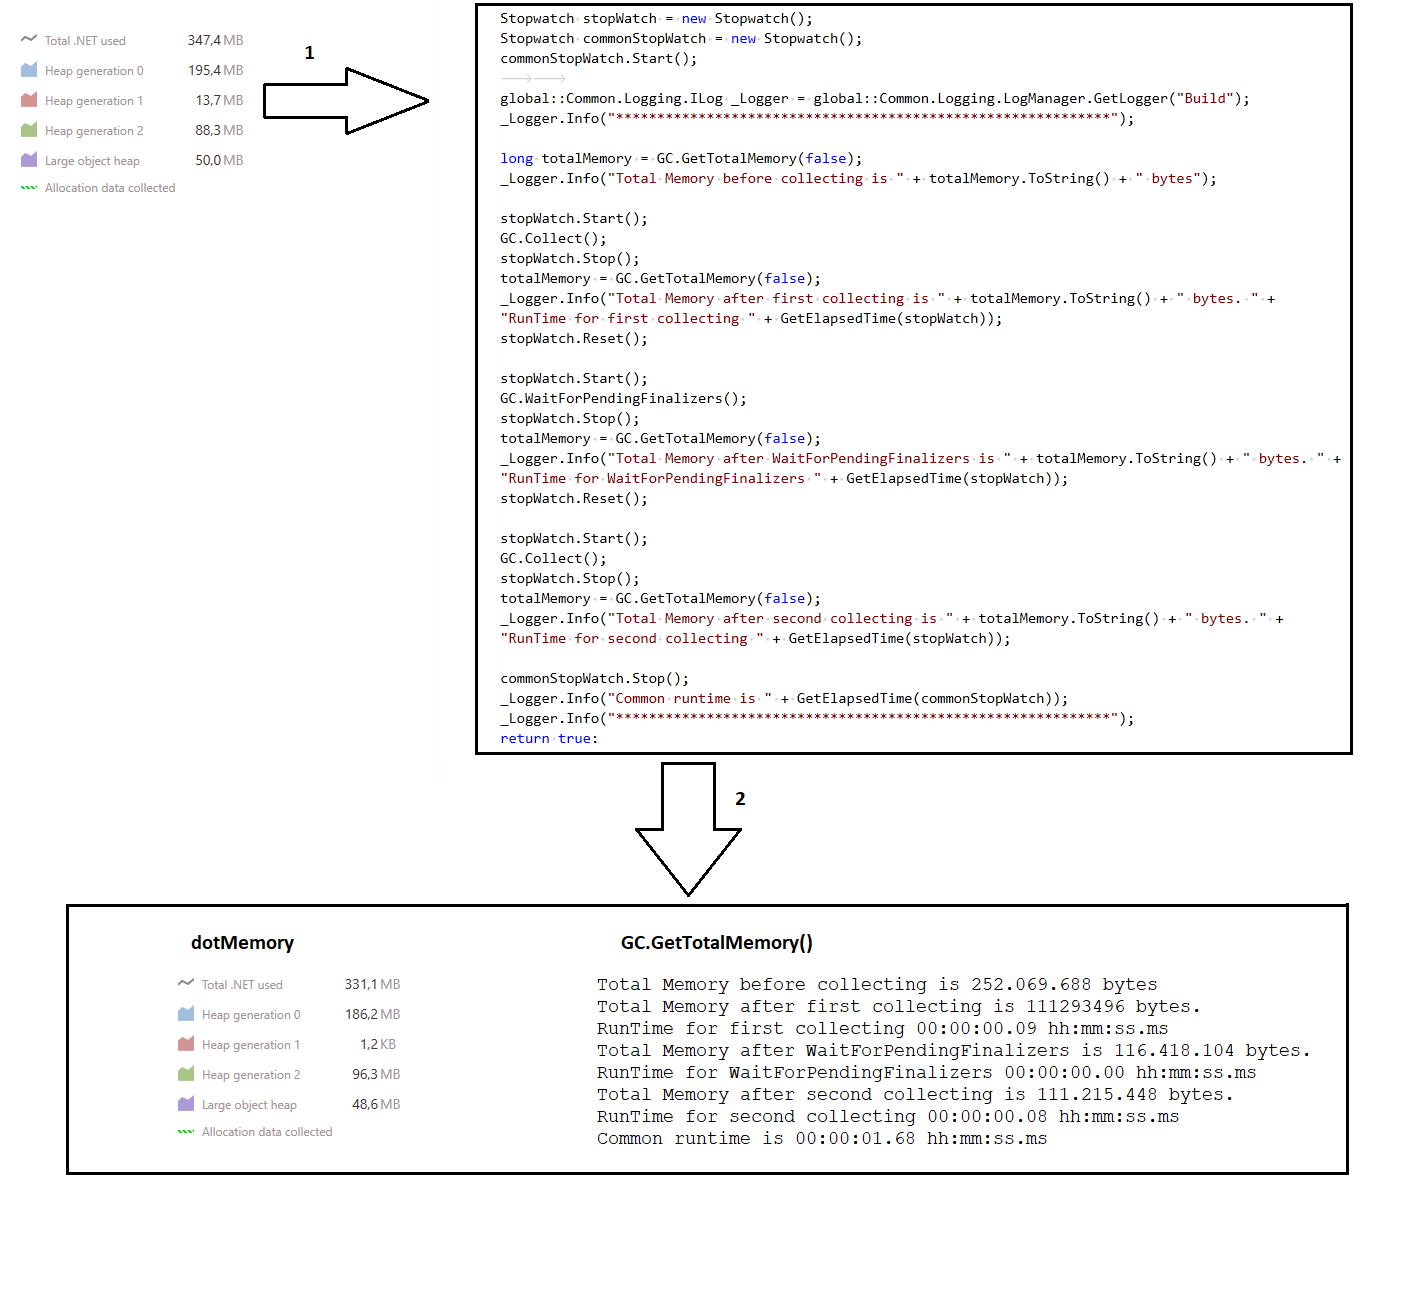 Total .NET used 347,4 MB
Heap generation 0 195,4 MB
Heap generation 1 13,7 MB
Heap generation 2 88,3 MB
Large object heap 50,0 MB
Allocation data collected
1
Stopwatch stopWatch = new Stopwatch();
Stopwatch commonStopWatch = new Stopwatch();
commonStopWatch.Start();
global::Common.Logging.ILog _Logger = global::Common.Logging.LogManager.GetLogger("Build");
_Logger.Info("************************************************************");
long totalMemory = GC.GetTotalMemory(false);
_Logger.Info("Total Memory before collecting is " + totalMemory.ToString() + " bytes");
stopWatch.Start();
GC.Collect();
stopWatch.Stop();
totalMemory = GC.GetTotalMemory(false);
_Logger.Info("Total Memory after first collecting is " + totalMemory.ToString() + " bytes. " +
"RunTime for first collecting " + GetElapsedTime(stopWatch));
stopWatch.Reset();
stopWatch.Start();
GC.WaitForPendingFinalizers();
stopWatch.Stop();
totalMemory = GC.GetTotalMemory(false);
_Logger.Info("Total Memory after WaitForPendingFinalizers is " + totalMemory.ToString() + " bytes. " +
"RunTime for WaitForPendingFinalizers " + GetElapsedTime(stopWatch));
stopWatch.Reset();
stopWatch.Start();
GC.Collect();
stopWatch.Stop();
totalMemory = GC.GetTotalMemory(false);
_Logger.Info("Total Memory after second collecting is " + totalMemory.ToString() + " bytes. " +
"RunTime for second collecting " + GetElapsedTime(stopWatch));
commonStopWatch.Stop();
_Logger.Info("Common runtime is " + GetElapsedTime(commonStopWatch));
_Logger.Info("************************************************************");
return true:
2
dotMemory
Total .NET used 331,1 MB
Heap generation 0 186,2 MB
Heap generation 1 1,2 KB
Heap generation 2 96,3 MB
Large object heap 48,6 MB
Allocation data collected
GC.GetTotalMemory()
Total Memory before collecting is 252.069.688 bytes
Total Memory after first collecting is 111293496 bytes.
RunTime for first collecting 00:00:00.09 hh:mm:ss.ms
Total Memory after WaitForPendingFinalizers is 116.418.104 bytes.
RunTime for WaitForPendingFinalizers 00:00:00.00 hh:mm:ss.ms
Total Memory after second collecting is 111.215.448 bytes.
RunTime for second collecting 00:00:00.08 hh:mm:ss.ms
Common runtime is 00:00:01.68 hh:mm:ss.ms